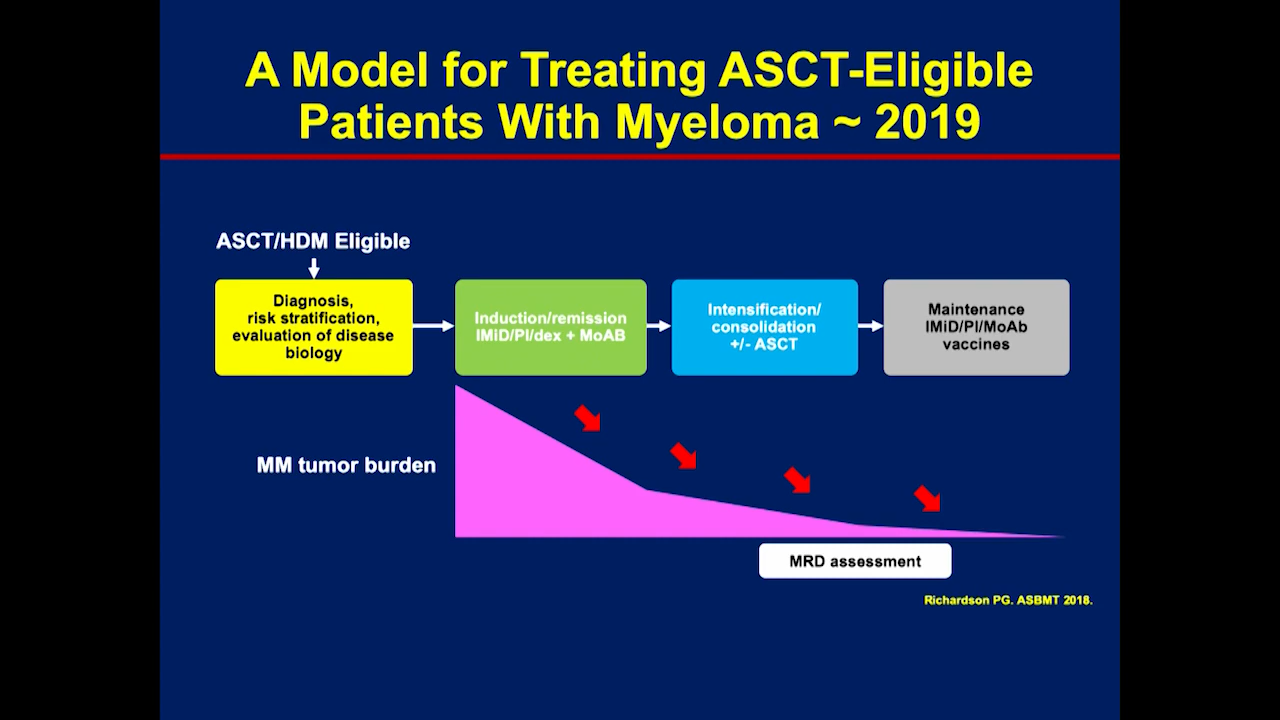 A Model for Treating ASCT-Eligible
Patients With Myeloma ~ 2019
ASCT/HDM Eligible
Diagnosis,
risk stratification,
evaluation of disease
biology
Induction/remission
IMiD/PI/dex + MoAB
Intensification/
consolidation
+/- ASCT
Maintenance
IMiD/PI/MoAb
vaccines
MM tumor burden
MRD assessment
Richardson PG. ASBMT 2018.